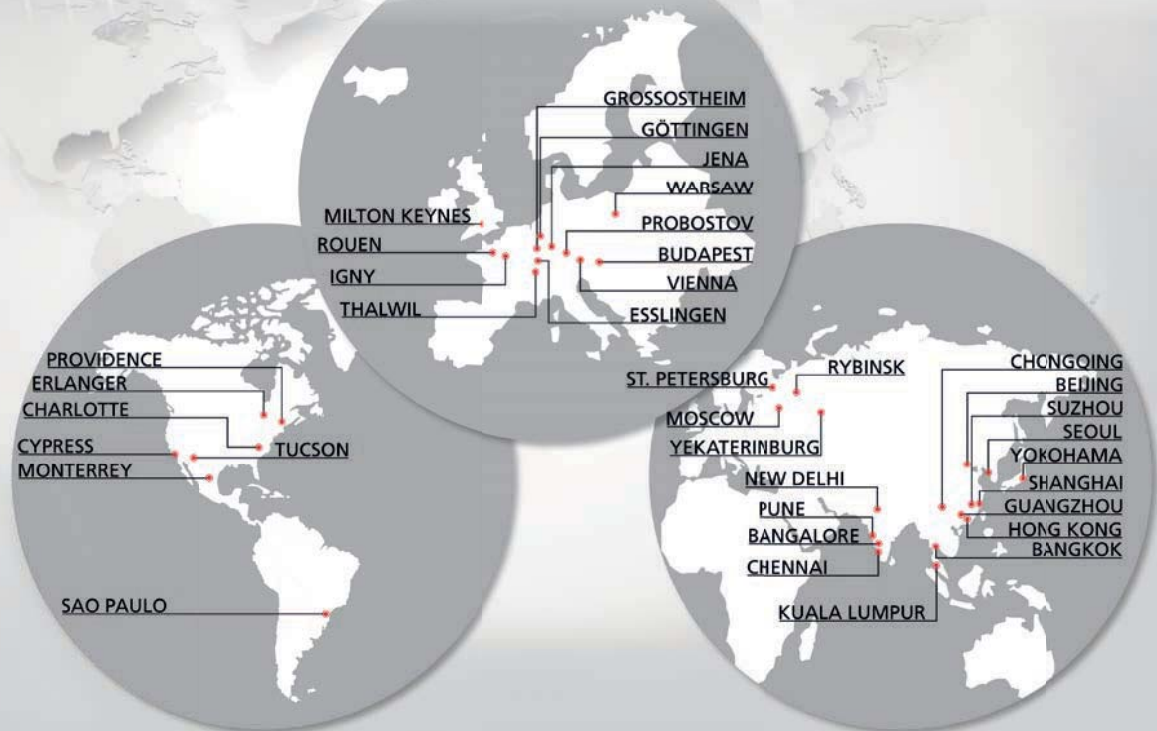 GROSSOSTHEIM
GÖTTINGEN
JENA
WARSAW
MILTON KEYNES
PROBOSTOV
ROUEN
BUDAPEST
IGNY
VIENNA
THALWIL
ESSLINGEN
PROVIDENCE
ERLANGER
CHARLOTTE
CYPRESS
TUCSON
MONTERREY
SAO PAULO
ST. PETERSBURG
RYBINSK
MOSCOW
YEKATERINBURG
NEW DELHI
PUNE
BANGALORE
CHENNAI
KUALA LUMPUR
CHONGQING
BEIJING
SUZHOU
SEOUL
YOKOHAMA
SHANGHAI
GUANGZHOU
HONG KONG
BANGKOK